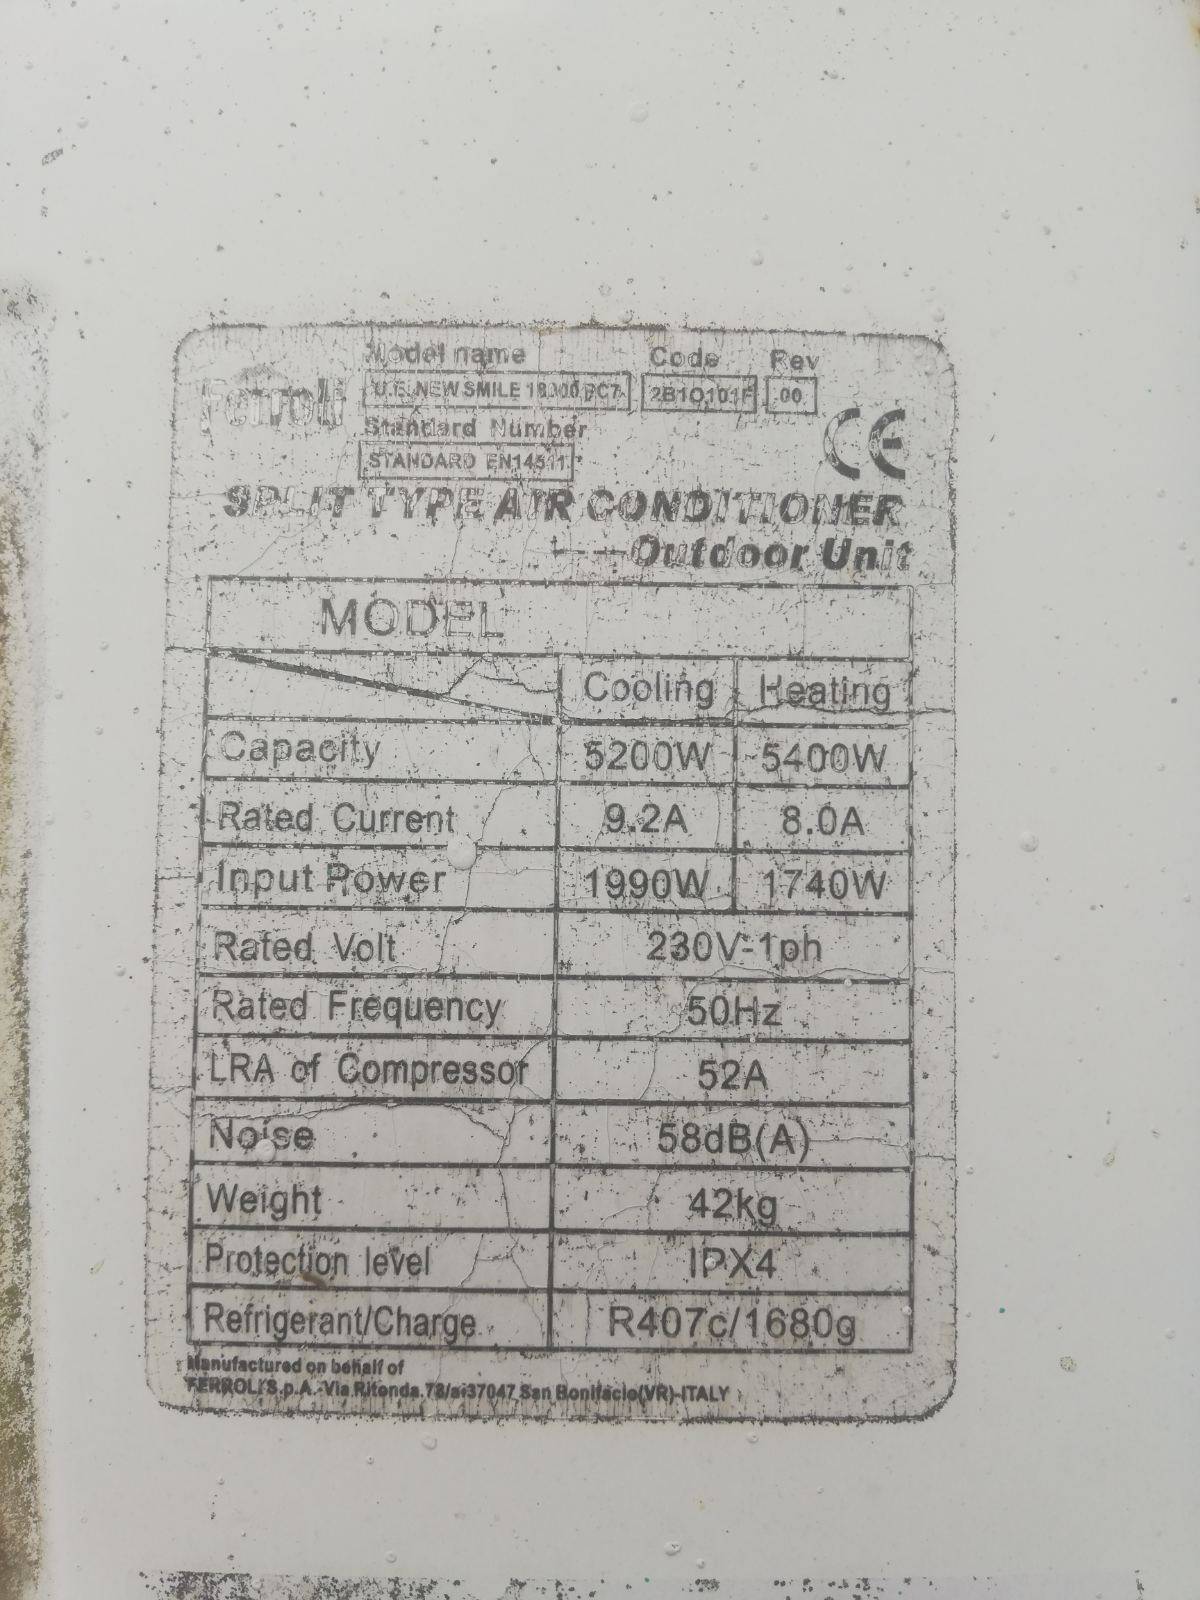 Ferroli
Model name Code Rev
U.E. NEW SMILE 18000 PC7 2B1O101F 00
Standard Number
STANDARD EN14511
CE
SPLIT TYPE AIR CONDITIONER
Outdoor Unit
MODEL
Cooling Heating
Capacity 5200W 5400W
Rated Current 9.2A 8.0A
Input Power 1990W 1740W
Rated Volt 230V-1ph
Rated Frequency 50Hz
LRA of Compressor 52A
Noise 58dB(A)
Weight 42kg
Protection level IPX4
Refrigerant/Charge R407c/1680g
Manufactured on behalf of
FERROLI S.p.A.-Via Ritonda 78/a-37047 San Bonifacio(VR)-ITALY